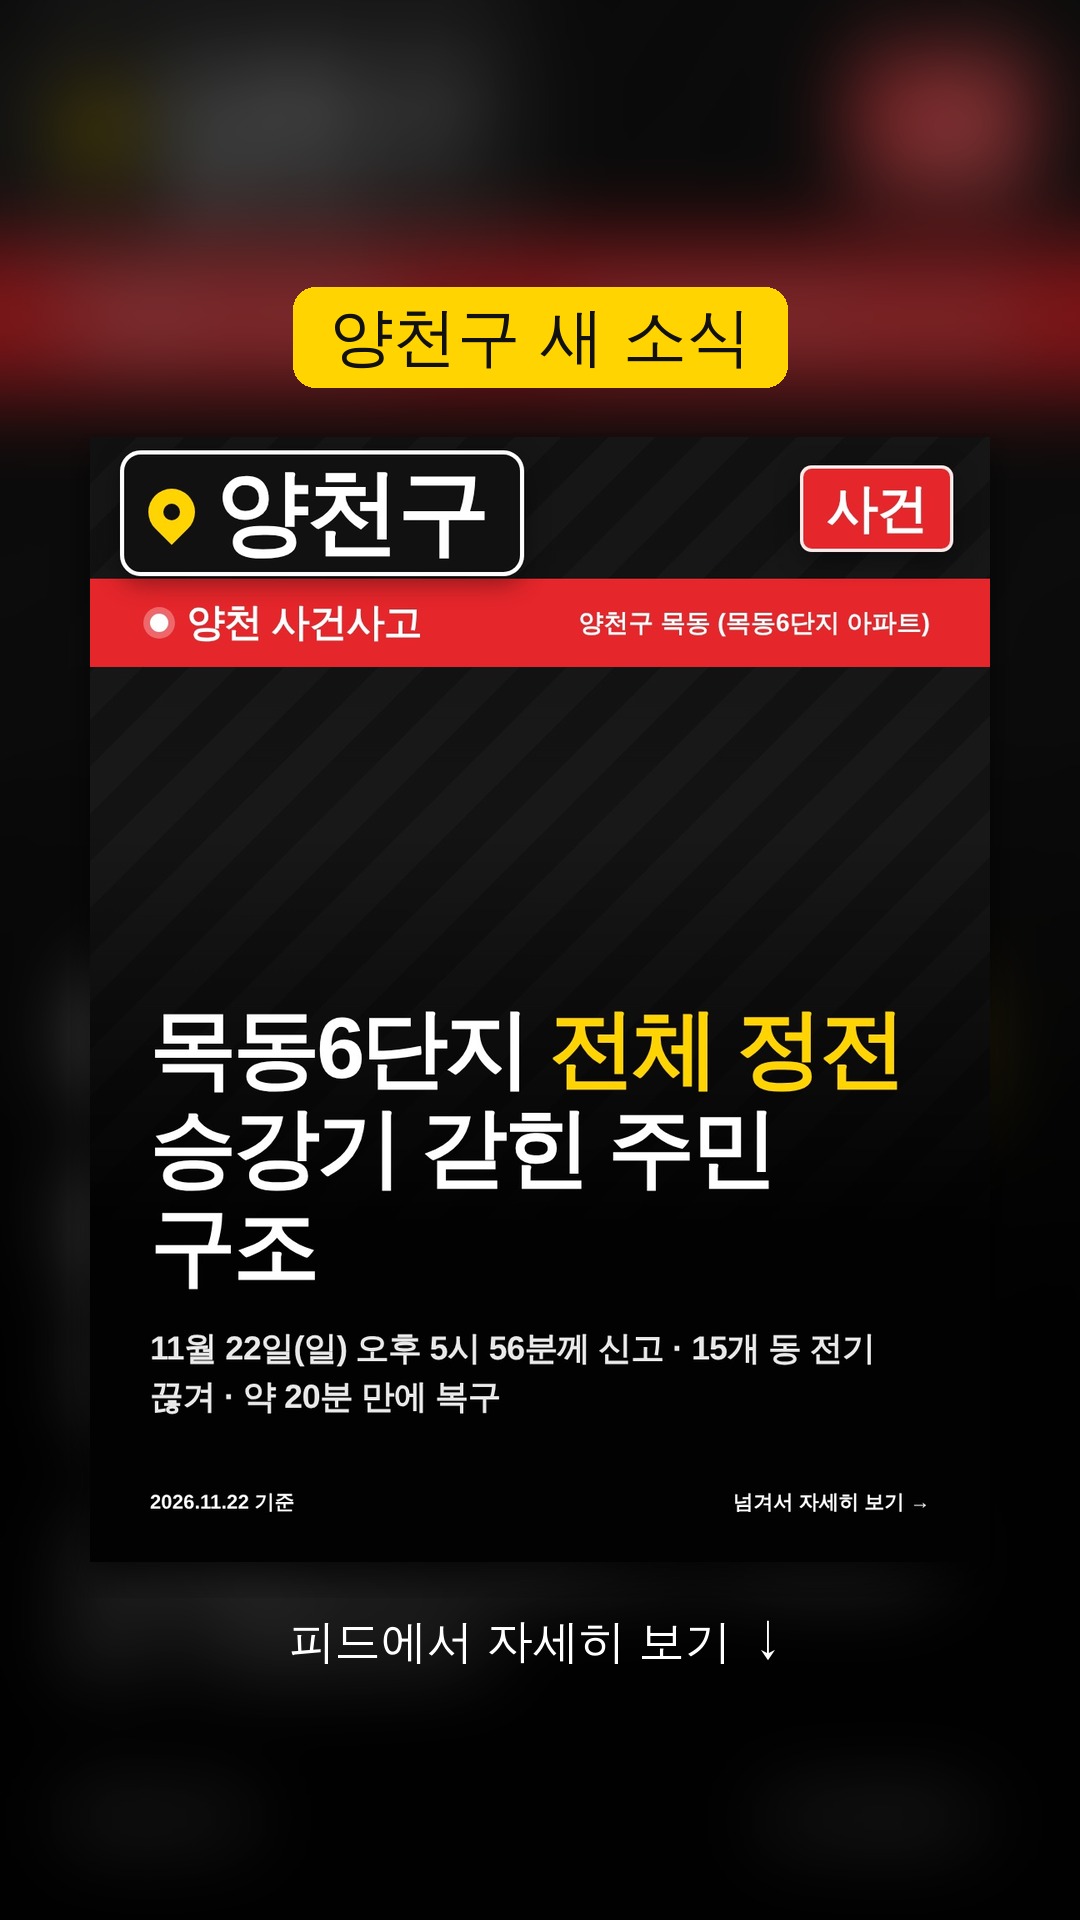 양천구 새 소식
양천구
사건
양천 사건사고
양천구 목동 (목동6단지 아파트)
목동6단지 전체 정전
승강기 갇힌 주민
구조
11월 22일(일) 오후 5시 56분께 신고 · 15개 동 전기
끊겨 · 약 20분 만에 복구
2026.11.22 기준
넘겨서 자세히 보기 →
피드에서 자세히 보기 ↓